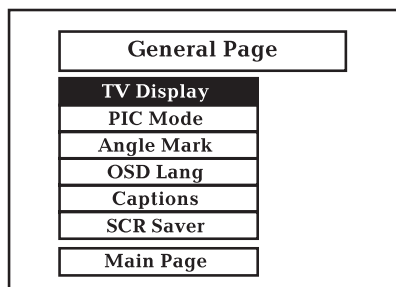 General Page
TV Display
PIC Mode
Angle Mark
OSD Lang
Captions
SCR Saver
Main Page